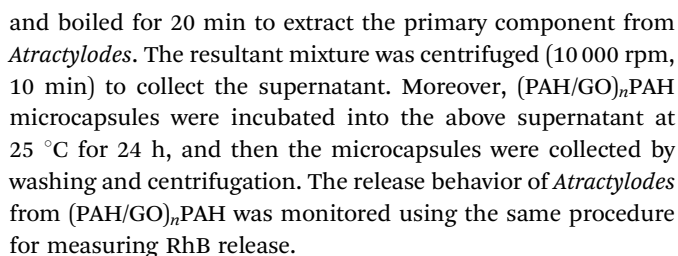 and boiled for 20 min to extract the primary component from
Atractylodes. The resultant mixture was centrifuged (10 000 rpm,
10 min) to collect the supernatant. Moreover, (PAH/GO)nPAH
microcapsules were incubated into the above supernatant at
25 °C for 24 h, and then the microcapsules were collected by
washing and centrifugation. The release behavior of Atractylodes
from (PAH/GO)nPAH was monitored using the same procedure
for measuring RhB release.